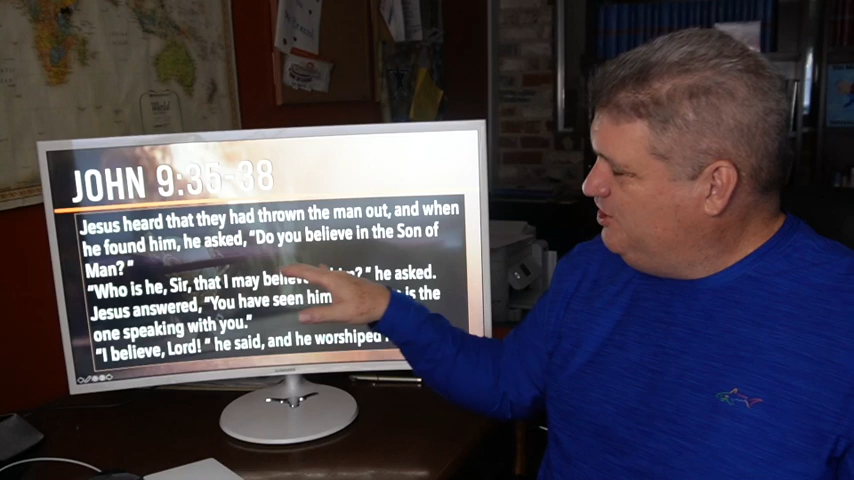 JOHN 9:35-38
Jesus heard that they had thrown the man out, and when
he found him, he asked, “Do you believe in the Son of
Man?”
“Who is he, Sir, that I may believe ?” he asked.
Jesus answered, “You have seen him is the
one speaking with you.”
“I believe, Lord! ” he said, and he worshiped